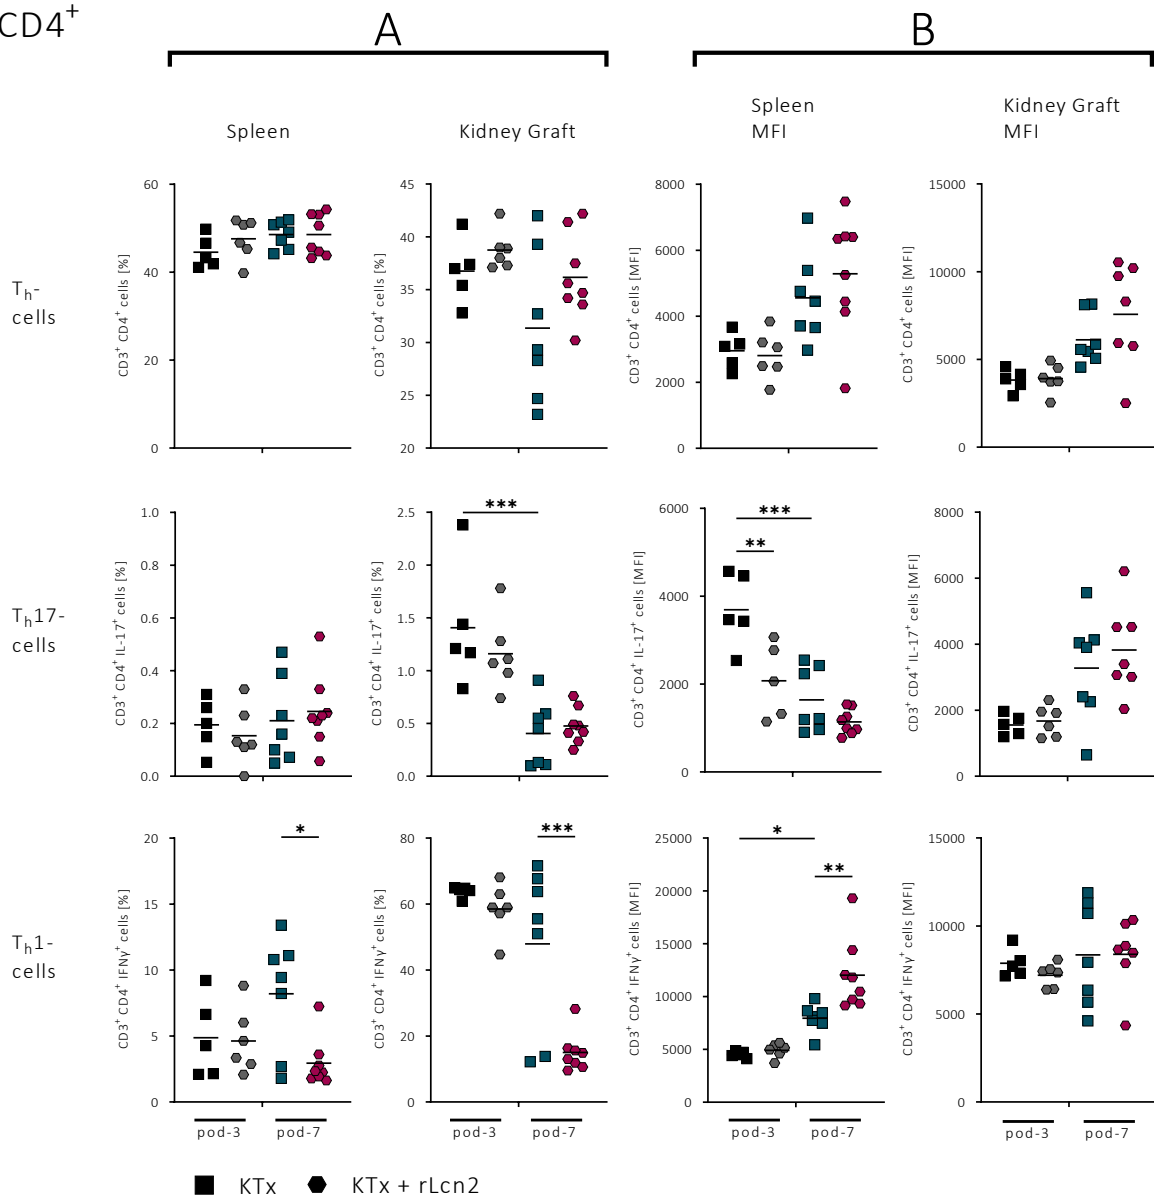 CD4⁺
A
B
Spleen
Kidney Graft
Spleen
MFI
Kidney Graft
MFI
Tₕ-
cells
CD3⁺ CD4⁺ cells [%]
60
40
20
0
CD3⁺ CD4⁺ cells [%]
45
40
35
30
25
20
CD3⁺ CD4⁺ cells [MFI]
8000
6000
4000
2000
0
CD3⁺ CD4⁺ cells [MFI]
15000
10000
5000
0
Tₕ17-
cells
CD3⁺ CD4⁺ IL-17⁺ cells [%]
1.0
0.8
0.6
0.4
0.2
0.0
CD3⁺ CD4⁺ IL-17⁺ cells [%]
2.5
2.0
1.5
1.0
0.5
0.0
***
CD3⁺ CD4⁺ IL-17⁺ cells [MFI]
6000
4000
2000
0
***
**
CD3⁺ CD4⁺ IL-17⁺ cells [MFI]
8000
6000
4000
2000
0
Tₕ1-
cells
CD3⁺ CD4⁺ IFNγ⁺ cells [%]
20
15
10
5
0
*
CD3⁺ CD4⁺ IFNγ⁺ cells [%]
80
60
40
20
0
***
CD3⁺ CD4⁺ IFNγ⁺ cells [MFI]
25000
20000
15000
10000
5000
0
*
**
CD3⁺ CD4⁺ IFNγ⁺ cells [MFI]
15000
10000
5000
0
pod-3 pod-7
pod-3 pod-7
pod-3 pod-7
pod-3 pod-7
KTx KTx + rLcn2